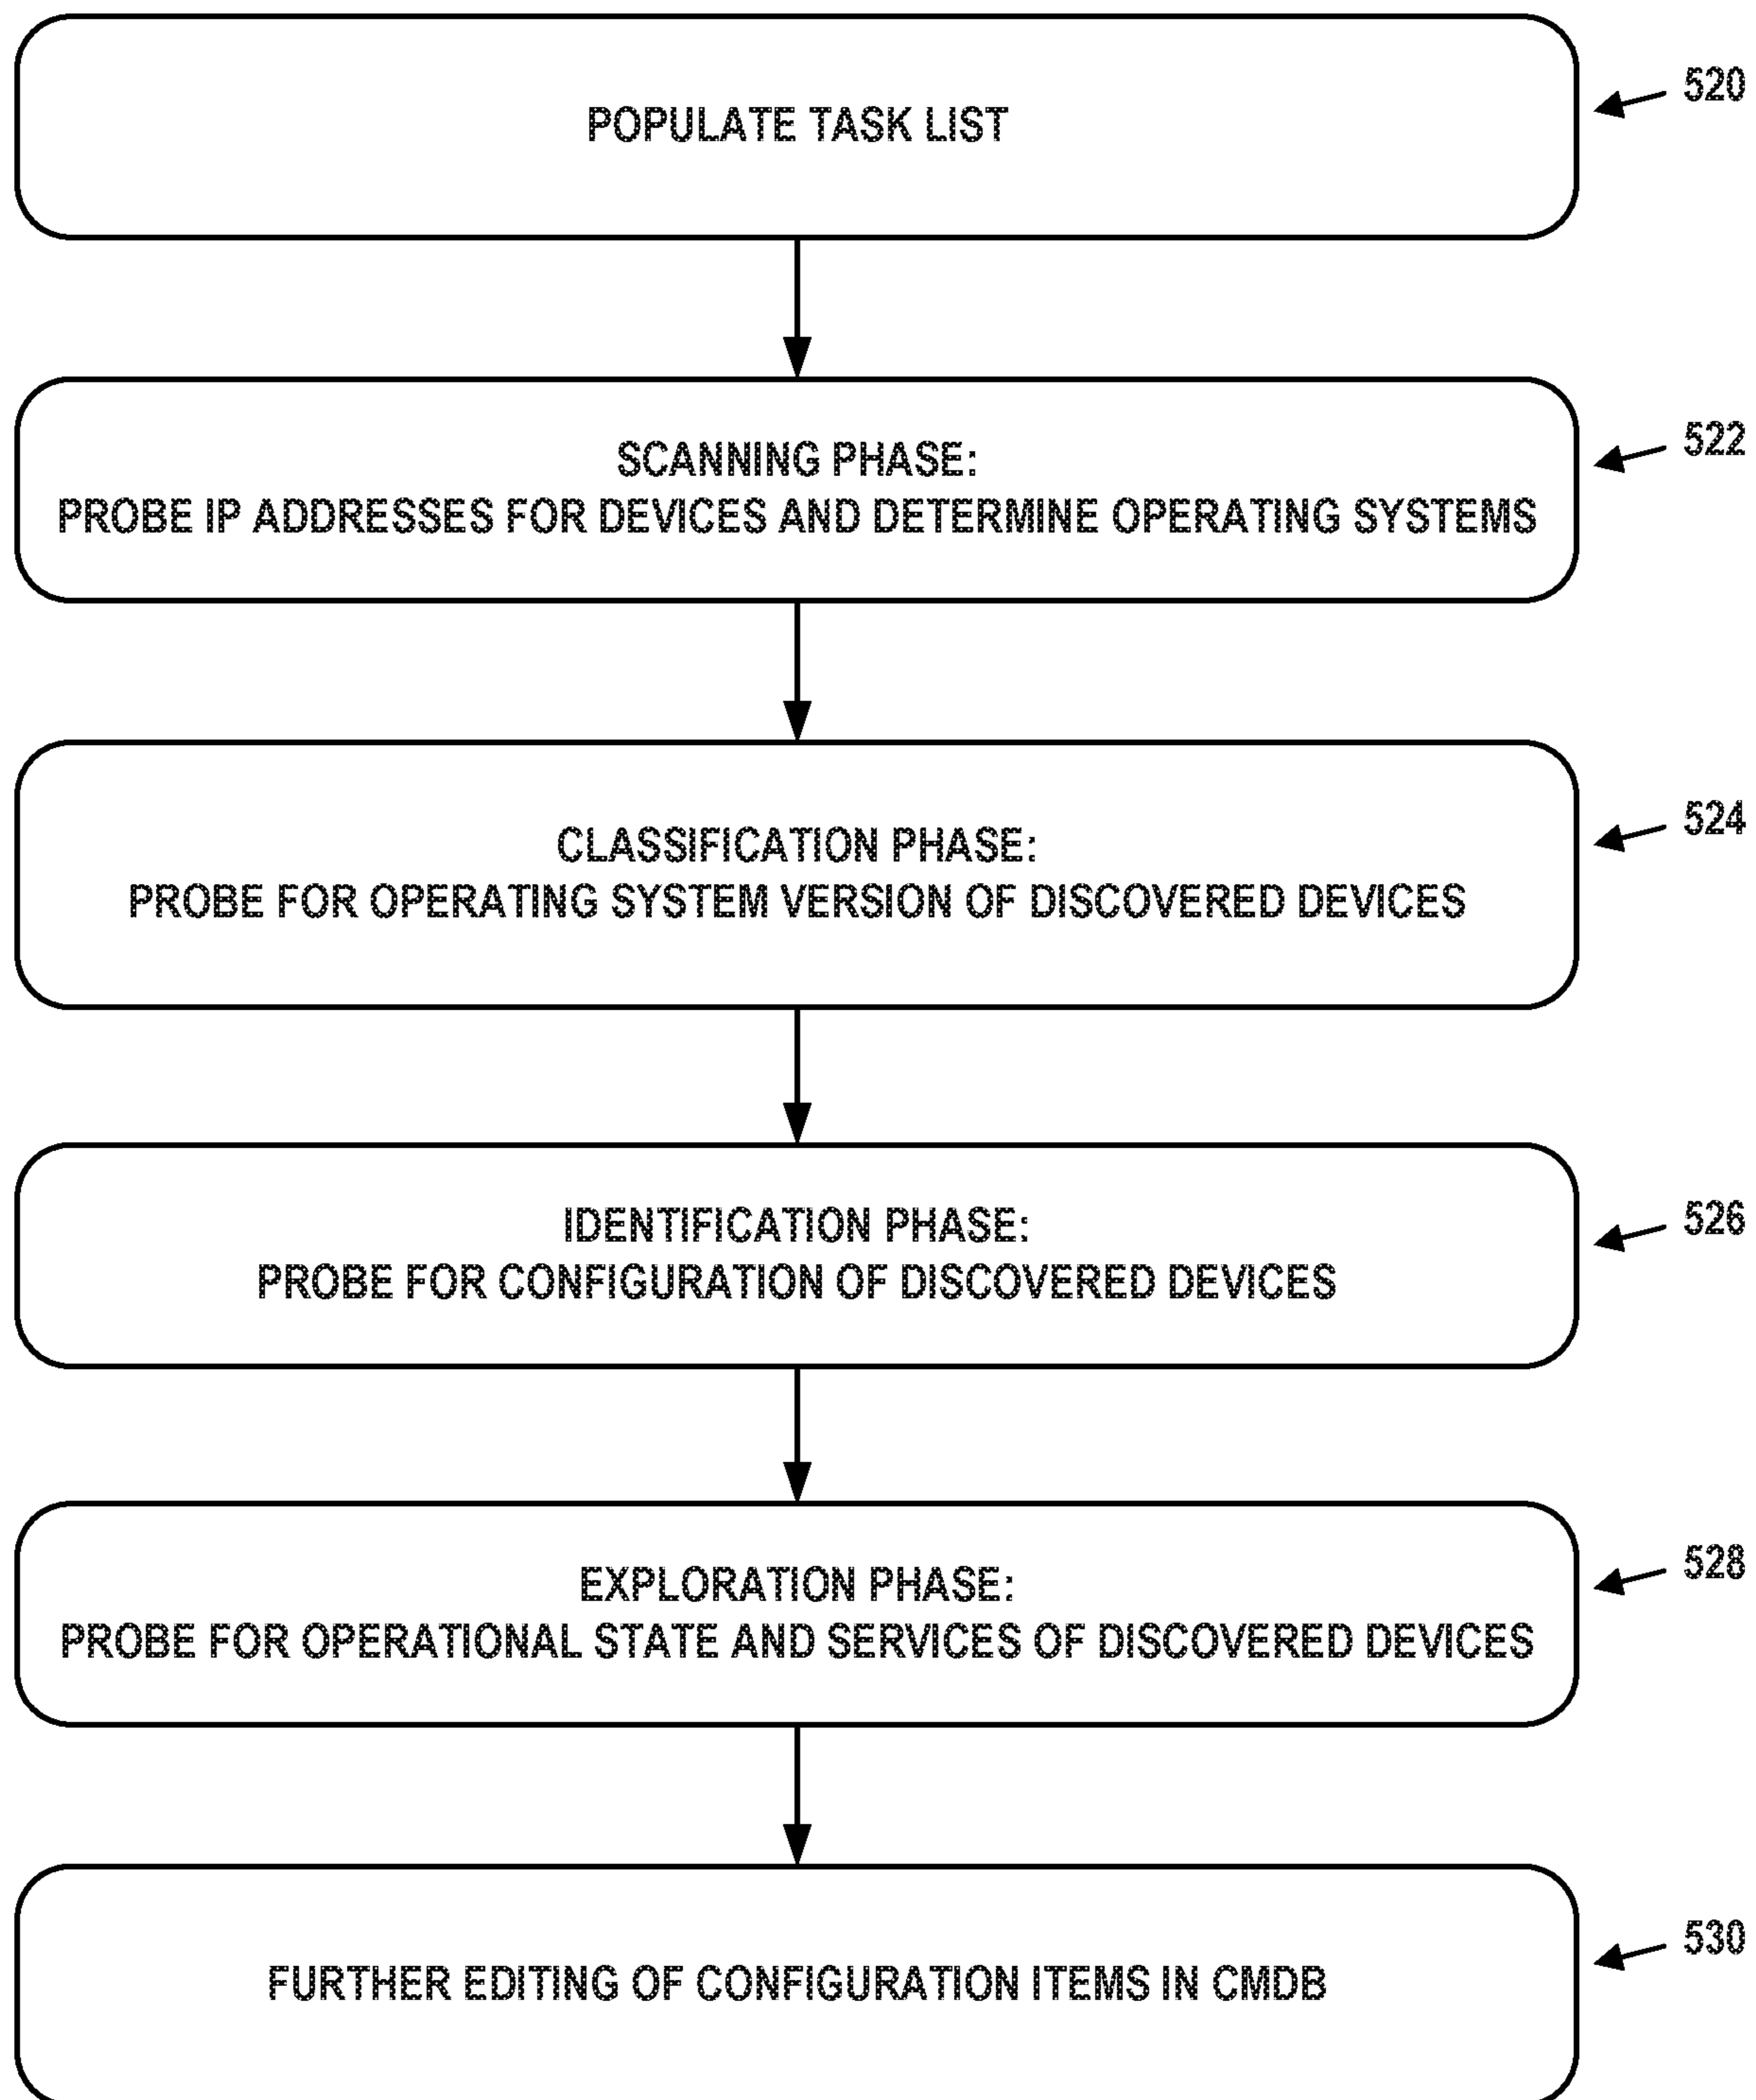 POPULATE TASK LIST
520
SCANNING PHASE:
PROBE IP ADDRESSES FOR DEVICES AND DETERMINE OPERATING SYSTEMS
522
CLASSIFICATION PHASE:
PROBE FOR OPERATING SYSTEM VERSION OF DISCOVERED DEVICES
524
IDENTIFICATION PHASE:
PROBE FOR CONFIGURATION OF DISCOVERED DEVICES
526
EXPLORATION PHASE:
PROBE FOR OPERATIONAL STATE AND SERVICES OF DISCOVERED DEVICES
528
FURTHER EDITING OF CONFIGURATION ITEMS IN CMDB
530